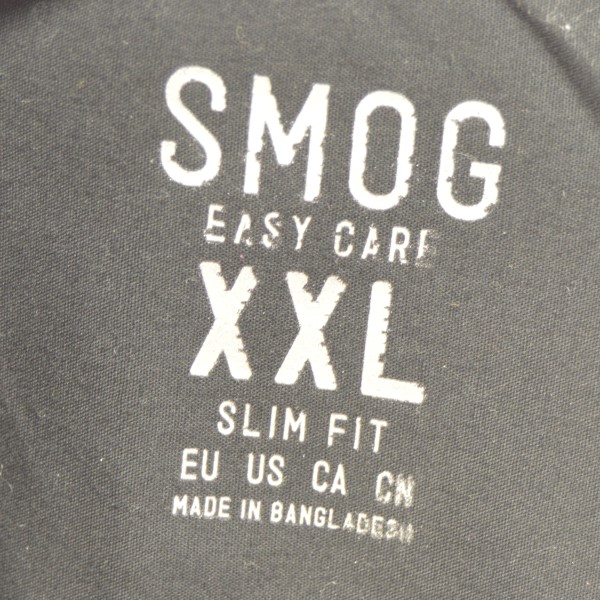 SMOG
EASY CARE
XXL
SLIM FIT
EU US CA CN
MADE IN BANGLADESH